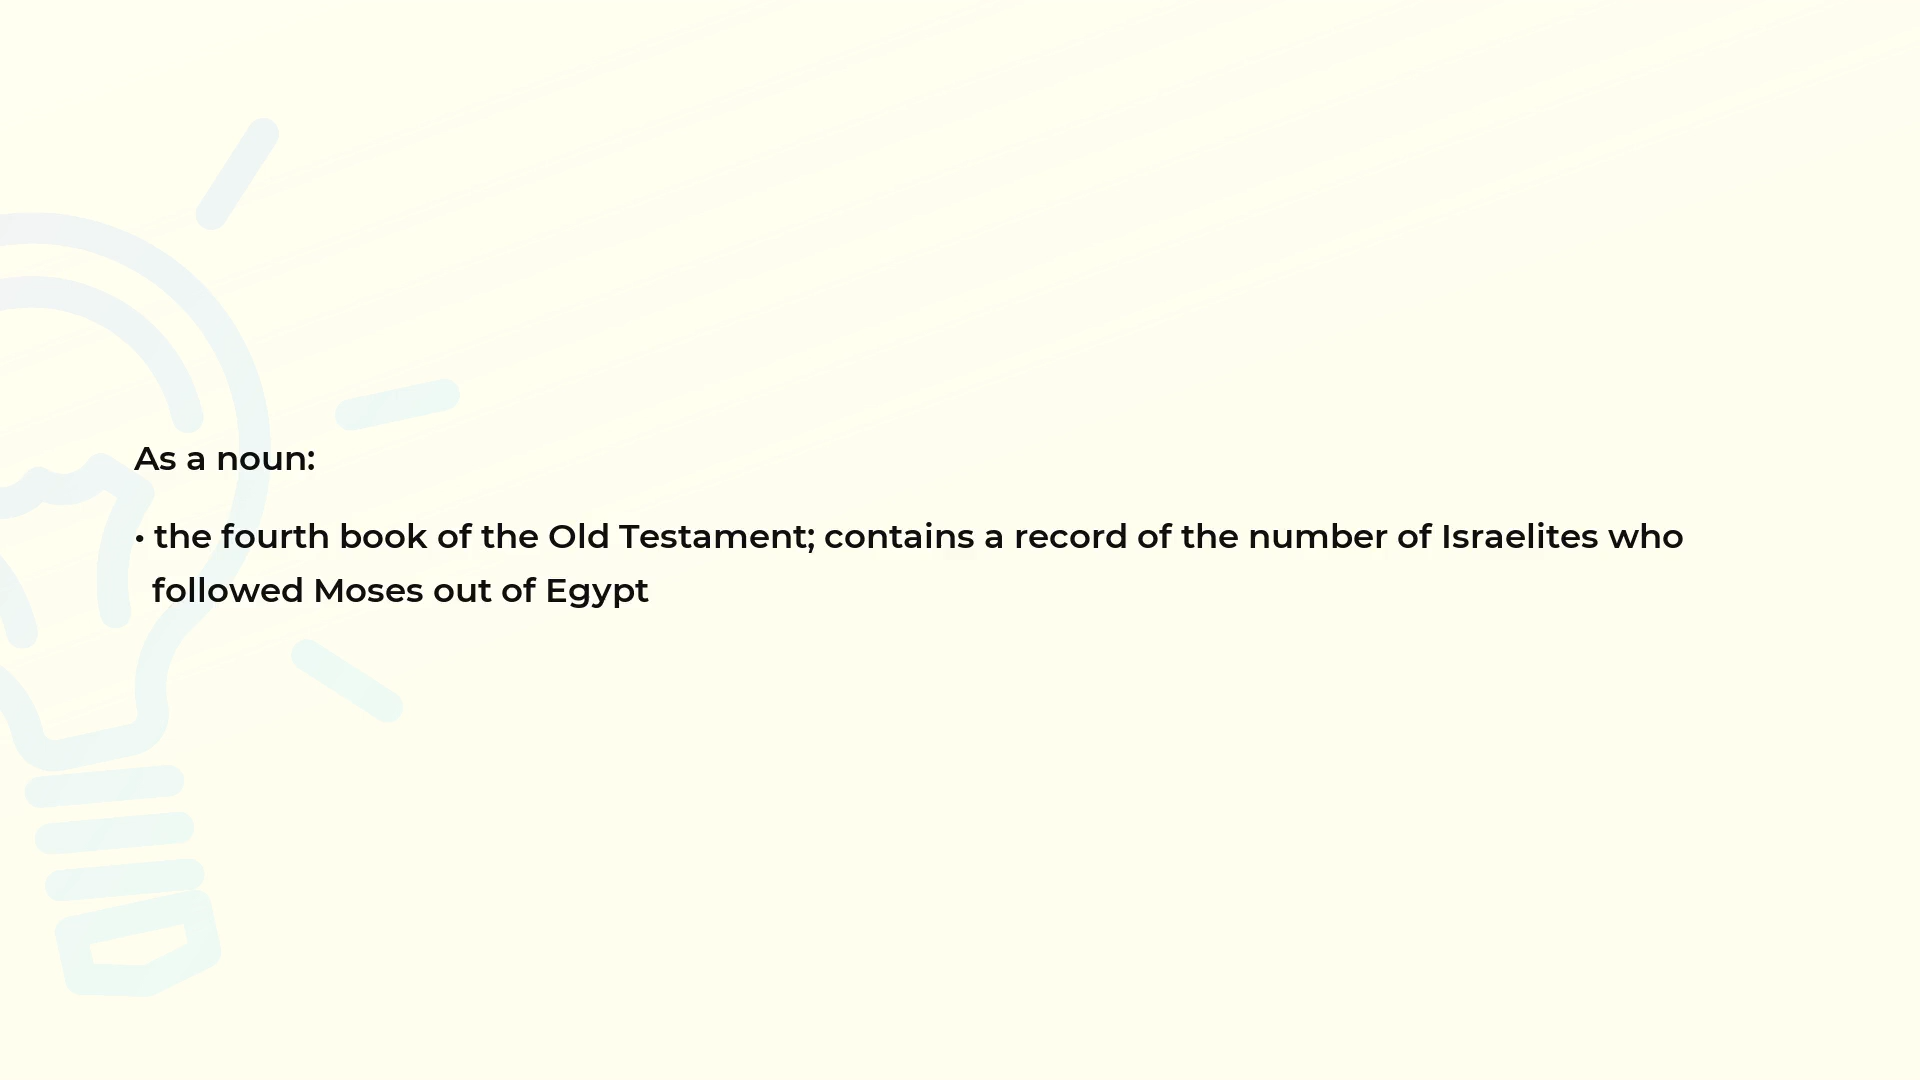 As a noun:
• the fourth book of the Old Testament; contains a record of the number of Israelites who
followed Moses out of Egypt